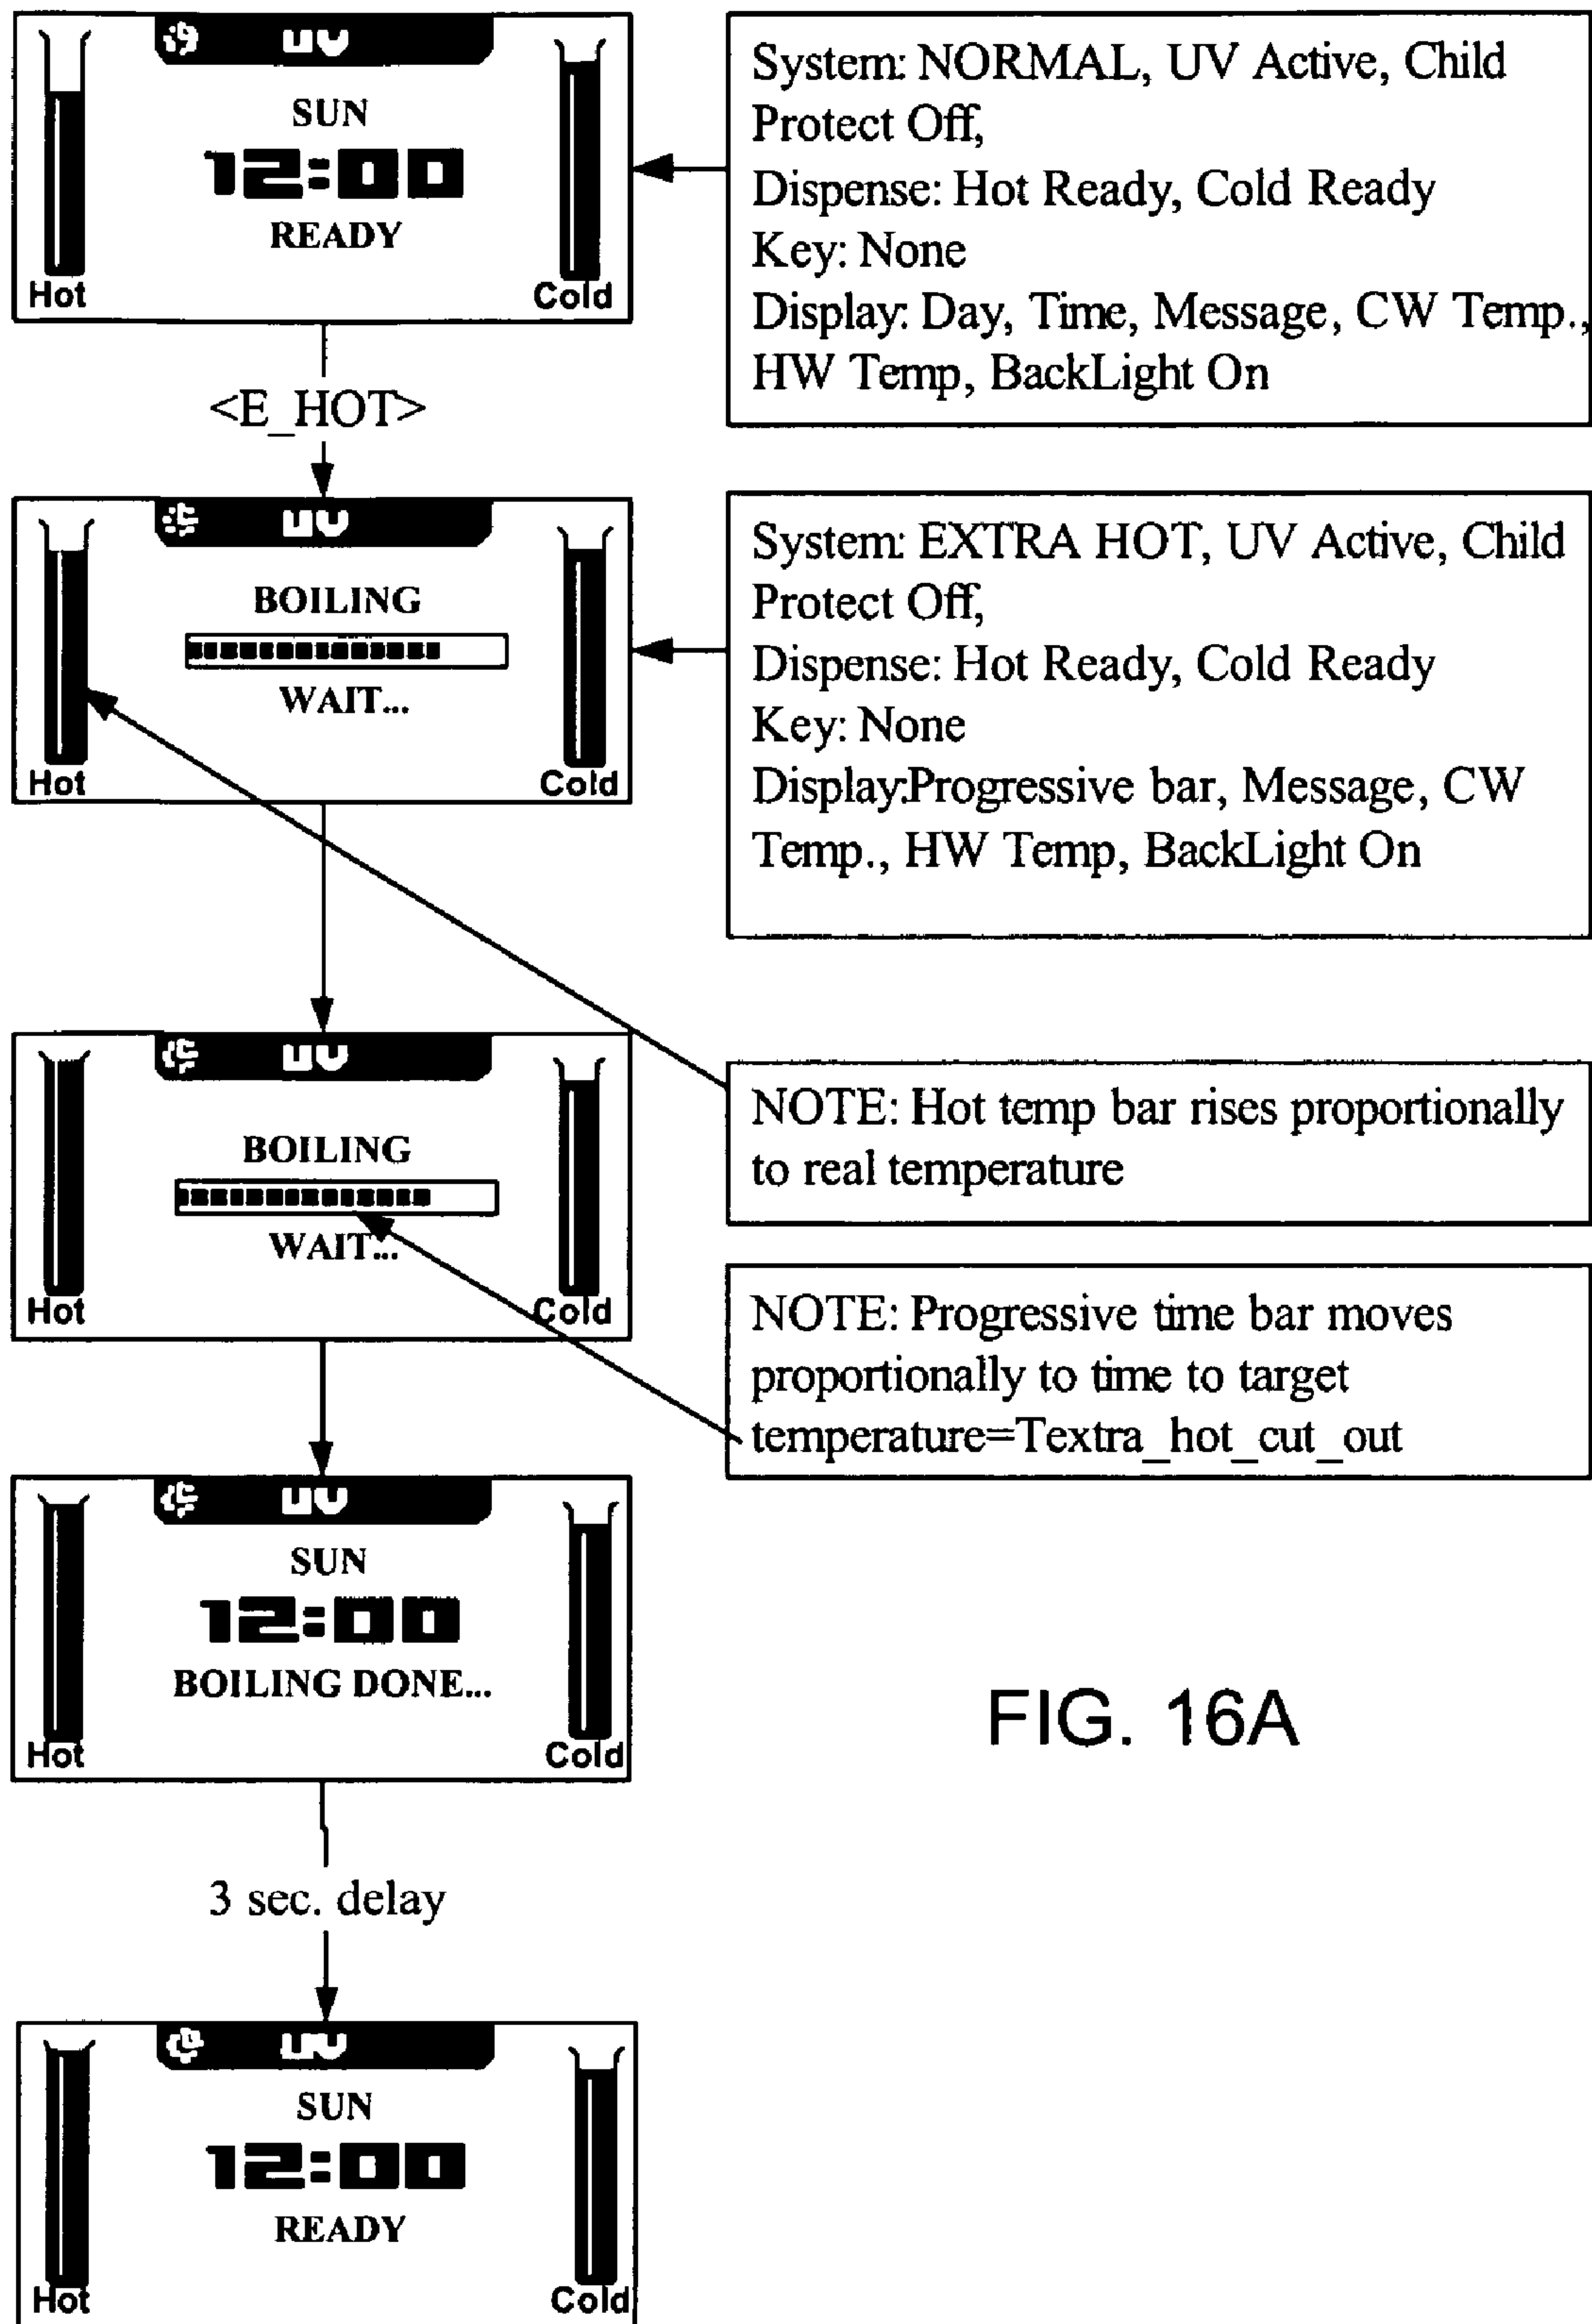 UV
SUN
12:00
READY
Hot
Cold
System: NORMAL, UV Active, Child
Protect Off,
Dispense: Hot Ready, Cold Ready
Key: None
Display: Day, Time, Message, CW Temp.,
HW Temp, BackLight On
<E_HOT>
UV
BOILING
WAIT...
Hot
Cold
System: EXTRA HOT, UV Active, Child
Protect Off,
Dispense: Hot Ready, Cold Ready
Key: None
Display:Progressive bar, Message, CW
Temp., HW Temp, BackLight On
UV
BOILING
WAIT...
Hot
Cold
NOTE: Hot temp bar rises proportionally
to real temperature
NOTE: Progressive time bar moves
proportionally to time to target
temperature=Textra_hot_cut_out
UV
SUN
12:00
BOILING DONE...
Hot
Cold
FIG. 16A
3 sec. delay
UV
SUN
12:00
READY
Hot
Cold